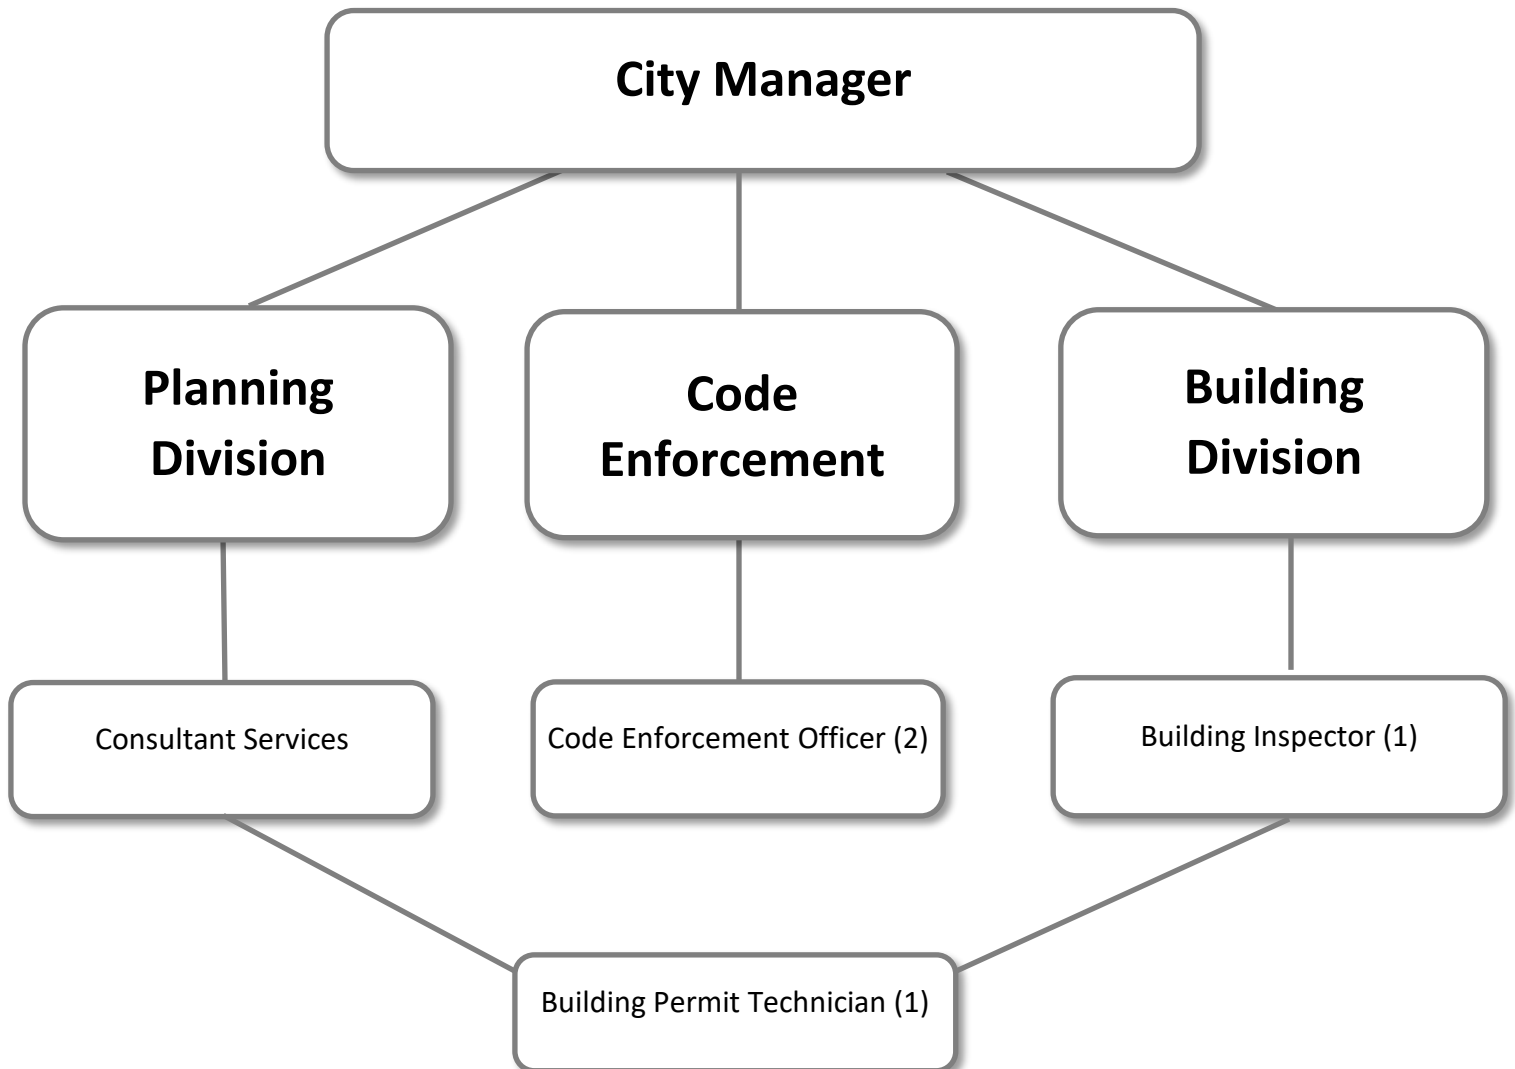 City Manager
Planning
Division
Code
Enforcement
Building
Division
Consultant Services
Code Enforcement Officer (2)
Building Inspector (1)
Building Permit Technician (1)